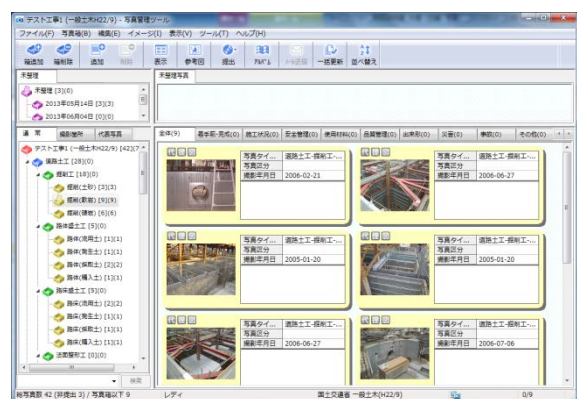 テスト工事1 (一般土木H22/9) - 写真管理ツール
ファイル(F) 写真箱(B) 編集(E) イメージ(I) 表示(V) ツール(T) ヘルプ(H)
箱追加 箱削除 追加 削除 表示 参考図 提出 ｱﾙﾊﾞﾑ 一括更新 並べ替え
未整理
未整理 [3](0)
2013年05月14日 [3](3)
2013年06月04日 [0](0)
未整理写真
通 常 撮影箇所 代表写真
テスト工事1 (一般土木H22/9) [42](7
道路土工 [28](0)
掘削工 [18](0)
掘削(土砂) [3](3)
掘削(軟岩) [9](9)
掘削(硬岩) [6](6)
路体盛土工 [5](0)
路体(流用土) [1](1)
路体(発生土) [1](1)
路体(採取土) [2](2)
路体(購入土) [1](1)
路床盛土工 [5](0)
路床(流用土) [2](2)
路床(発生土) [1](1)
路床(採取土) [1](1)
路床(購入土) [1](1)
法面整形工 [0](0)
検索
全体(9) 着手前-完成(0) 施工状況(0) 安全管理(0) 使用材料(0) 品質管理(0) 出来形(0) 災害(0) 事故(0) その他(0)
写真タイ... 道路土工-掘削工-...
写真区分
撮影年月日 2006-02-21
写真タイ... 道路土工-掘削工-...
写真区分
撮影年月日 2006-06-27
写真タイ... 道路土工-掘削工-...
写真区分
撮影年月日 2005-01-20
写真タイ... 道路土工-掘削工-...
写真区分
撮影年月日 2005-01-20
写真タイ... 道路土工-掘削工-...
写真区分
撮影年月日 2006-06-27
写真タイ... 道路土工-掘削工-...
写真区分
撮影年月日 2006-07-06
総写真数 42 (非提出 3) / 写真箱以下 9 レディ 国土交通省 一般土木(H22/9) 0/9